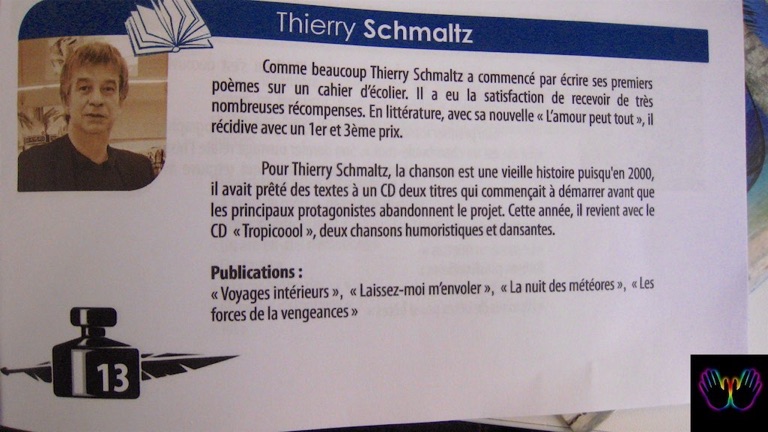 Thierry Schmaltz
Comme beaucoup Thierry Schmaltz a commencé par écrire ses premiers
poèmes sur un cahier d'écolier. Il a eu la satisfaction de recevoir de très
nombreuses récompenses. En littérature, avec sa nouvelle « L'amour peut tout », il
récidive avec un 1er et 3ème prix.
Pour Thierry Schmaltz, la chanson est une vieille histoire puisqu'en 2000,
il avait prêté des textes à un CD deux titres qui commençait à démarrer avant que
les principaux protagonistes abandonnent le projet. Cette année, il revient avec le
CD « Tropicoool », deux chansons humoristiques et dansantes.
Publications :
« Voyages intérieurs », « Laissez-moi m'envoler », « La nuit des météores », « Les
forces de la vengeances »
13